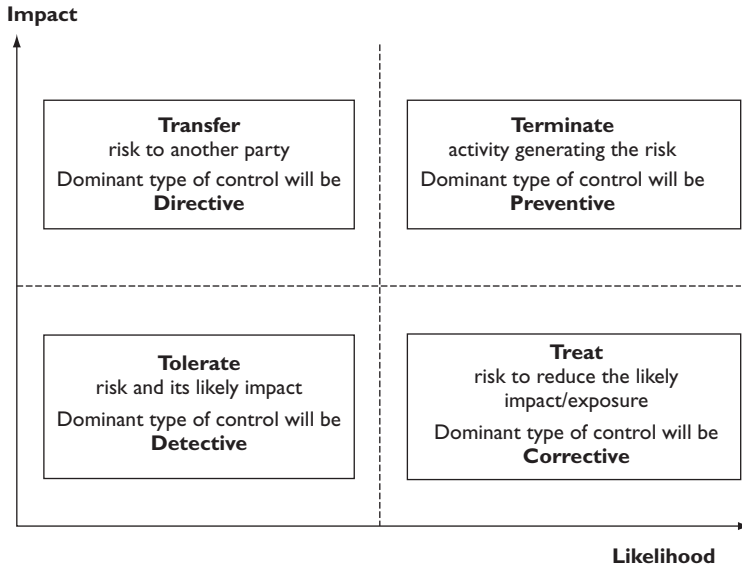 Impact
Transfer
risk to another party
Dominant type of control will be
Directive
Terminate
activity generating the risk
Dominant type of control will be
Preventive
Tolerate
risk and its likely impact
Dominant type of control will be
Detective
Treat
risk to reduce the likely
impact/exposure
Dominant type of control will be
Corrective
Likelihood